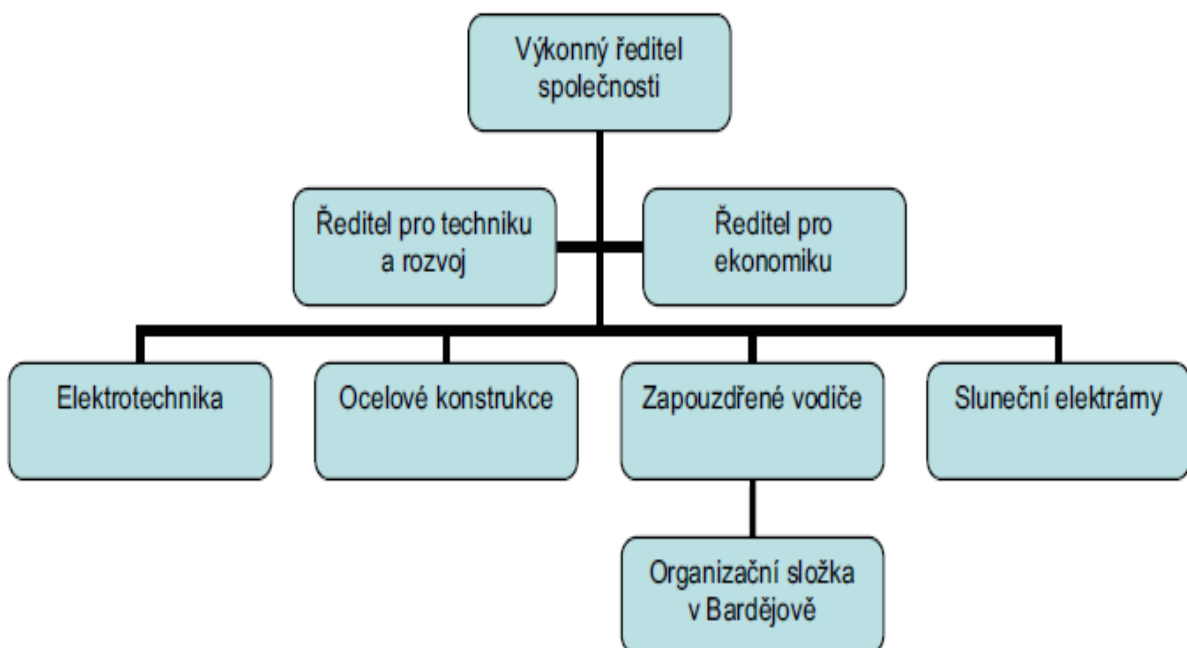 Výkonný ředitel
společnosti
Ředitel pro techniku
a rozvoj
Ředitel pro
ekonomiku
Elektrotechnika
Ocelové konstrukce
Zapouzdřené vodiče
Sluneční elektrárny
Organizační složka
v Bardějově